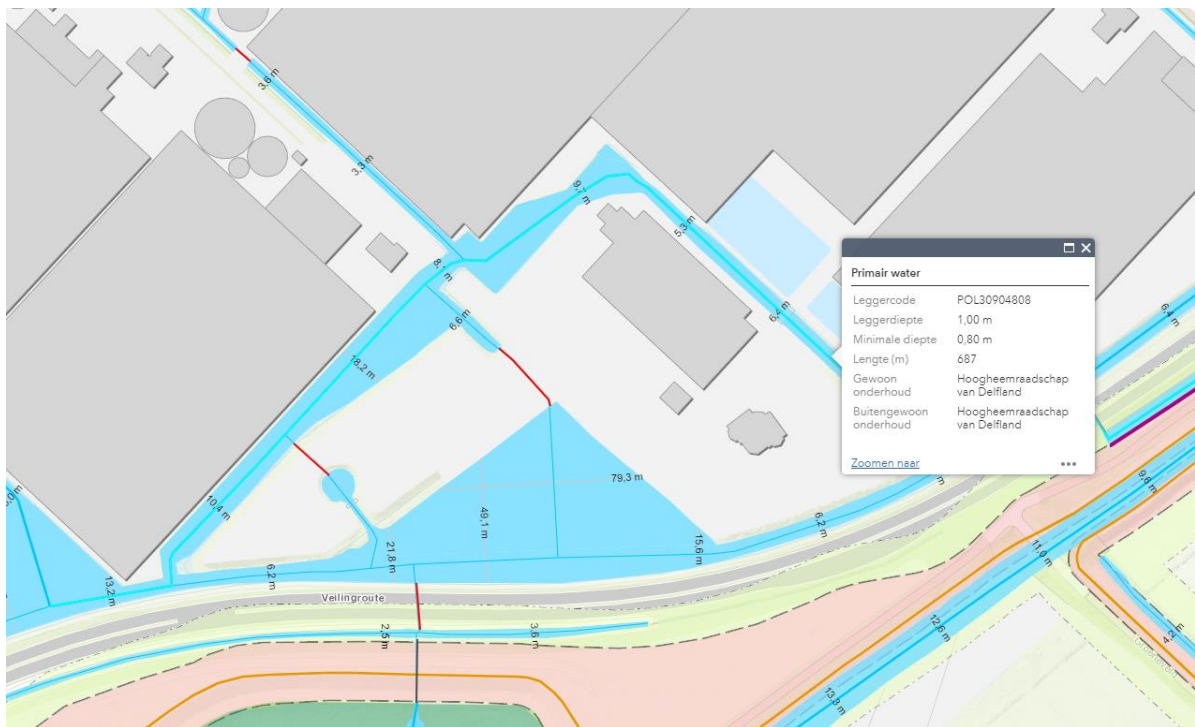 3,6 m
3,3 m
9,7 m
5,3 m
8,1 m
6,6 m
6,4 m
18,2 m
10,4 m
13,2 m
79,3 m
49,1 m
21,8 m
15,6 m
6,2 m
6,2 m
Veilingroute
2,5 m
3,6 m
6,4 m
9,6 m
11,0 m
12,6 m
13,3 m
4,2 m
Primair water
Leggercode POL30904808
Leggerdiepte 1,00 m
Minimale diepte 0,80 m
Lengte (m) 687
Gewoon Hoogheemraadschap
onderhoud van Delfland
Buitengewoon Hoogheemraadschap
onderhoud van Delfland
Zoomen naar